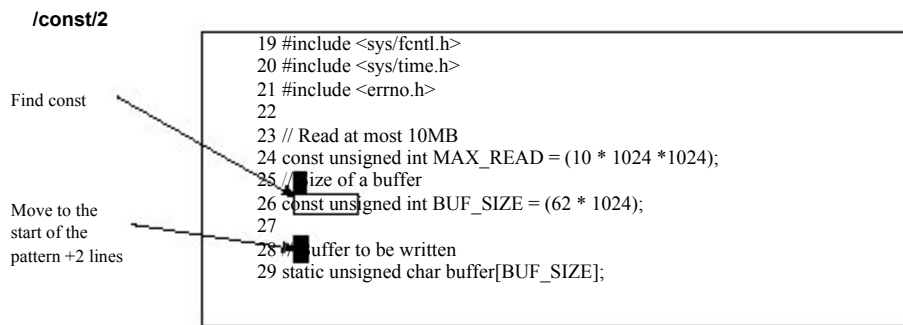 /const/2
19 #include <sys/fcntl.h>
20 #include <sys/time.h>
21 #include <errno.h>
22
23 // Read at most 10MB
24 const unsigned int MAX_READ = (10 * 1024 *1024);
25 // Size of a buffer
26 const unsigned int BUF_SIZE = (62 * 1024);
27
28 // Buffer to be written
29 static unsigned char buffer[BUF_SIZE];
Find const
Move to the
start of the
pattern +2 lines